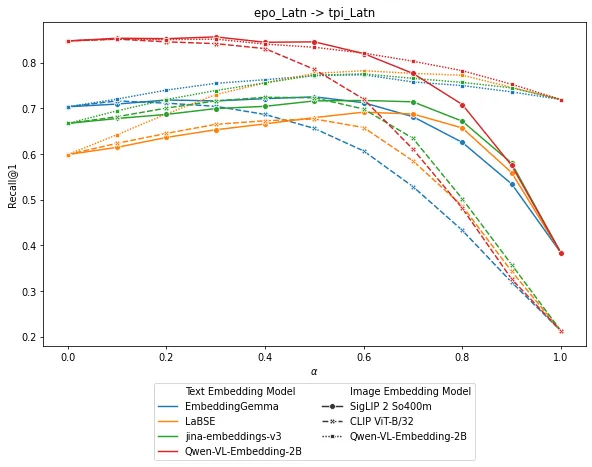 epo_Latn -> tpi_Latn
Recall@1
0.8
0.7
0.6
0.5
0.4
0.3
0.2
0.0 0.2 0.4 0.6 0.8 1.0
α
Text Embedding Model Image Embedding Model
EmbeddingGemma SigLIP 2 So400m
LaBSE CLIP ViT-B/32
jina-embeddings-v3 Qwen-VL-Embedding-2B
Qwen-VL-Embedding-2B